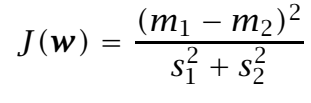 J(w) = (m₁ − m₂)² / (s₁² + s₂²)